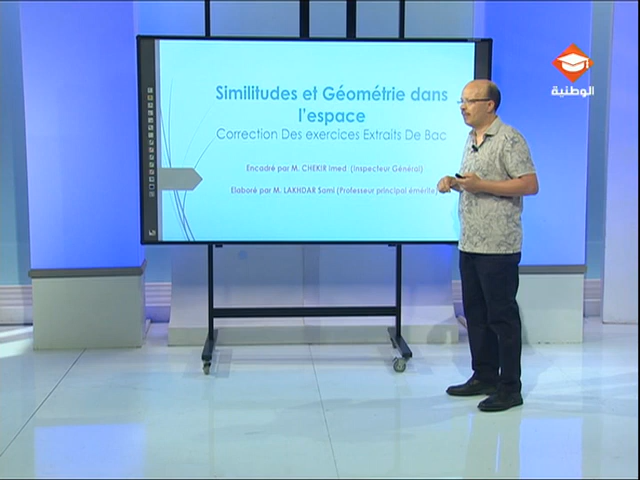 الوطنية
Similitudes et Géométrie dans
l'espace
Correction Des exercices Extraits De Bac
Encadré par M. CHEKIR Imed (Inspecteur Général)
Elaboré par M. LAKHDAR Sami (Professeur principal émérite)